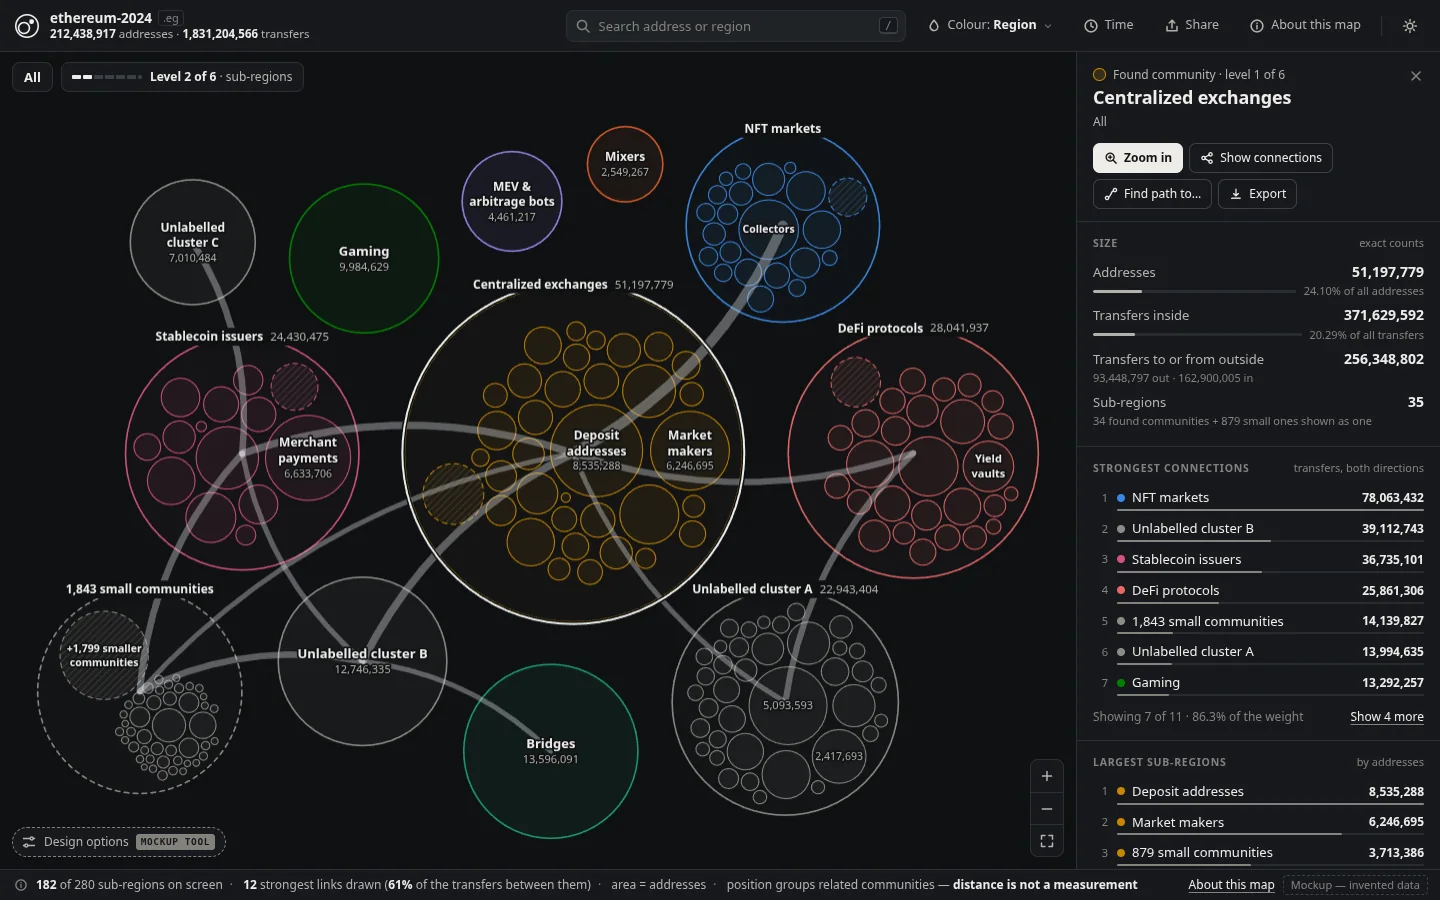 ethereum-2024 .eg
212,438,917 addresses · 1,831,204,566 transfers
Search address or region /
Colour: Region
Time
Share
About this map
All
Level 2 of 6 · sub-regions
NFT markets
Mixers
2,549,267
MEV &
arbitrage bots
4,461,217
Unlabelled
cluster C
7,010,484
Gaming
9,984,629
Collectors
Centralized exchanges 51,197,779
Stablecoin issuers 24,430,475
DeFi protocols 28,041,937
Merchant
payments
6,633,706
Deposit
addresses
8,535,288
Market
makers
6,246,695
Yield
vaults
1,843 small communities
Unlabelled cluster A 22,943,404
+1,799 smaller
communities
Unlabelled cluster B
12,746,335
5,093,593
Bridges
13,596,091
2,417,693
Design options MOCKUP TOOL
Found community · level 1 of 6
Centralized exchanges
All
Zoom in
Show connections
Find path to...
Export
SIZE exact counts
Addresses 51,197,779
24.10% of all addresses
Transfers inside 371,629,592
20.29% of all transfers
Transfers to or from outside 256,348,802
93,448,797 out · 162,900,005 in
Sub-regions 35
34 found communities + 879 small ones shown as one
STRONGEST CONNECTIONS transfers, both directions
1 NFT markets 78,063,432
2 Unlabelled cluster B 39,112,743
3 Stablecoin issuers 36,735,101
4 DeFi protocols 25,861,306
5 1,843 small communities 14,139,827
6 Unlabelled cluster A 13,994,635
7 Gaming 13,292,257
Showing 7 of 11 · 86.3% of the weight Show 4 more
LARGEST SUB-REGIONS by addresses
1 Deposit addresses 8,535,288
2 Market makers 6,246,695
3 879 small communities 3,713,386
182 of 280 sub-regions on screen · 12 strongest links drawn (61% of the transfers between them) · area = addresses · position groups related communities — distance is not a measurement
About this map
Mockup — invented data